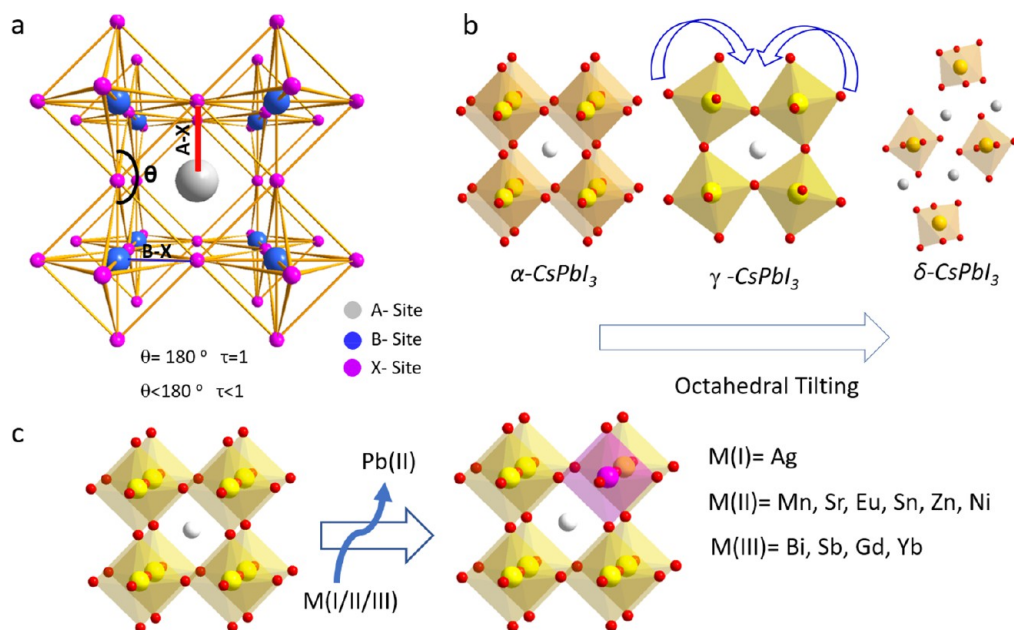 a
A-X
θ
B-X
A- Site
B- Site
X- Site
θ= 180 ° τ=1
θ<180 ° τ<1
b
α-CsPbI₃
γ -CsPbI₃
δ-CsPbI₃
Octahedral Tilting
c
Pb(II)
M(I/II/III)
M(I)= Ag
M(II)= Mn, Sr, Eu, Sn, Zn, Ni
M(III)= Bi, Sb, Gd, Yb